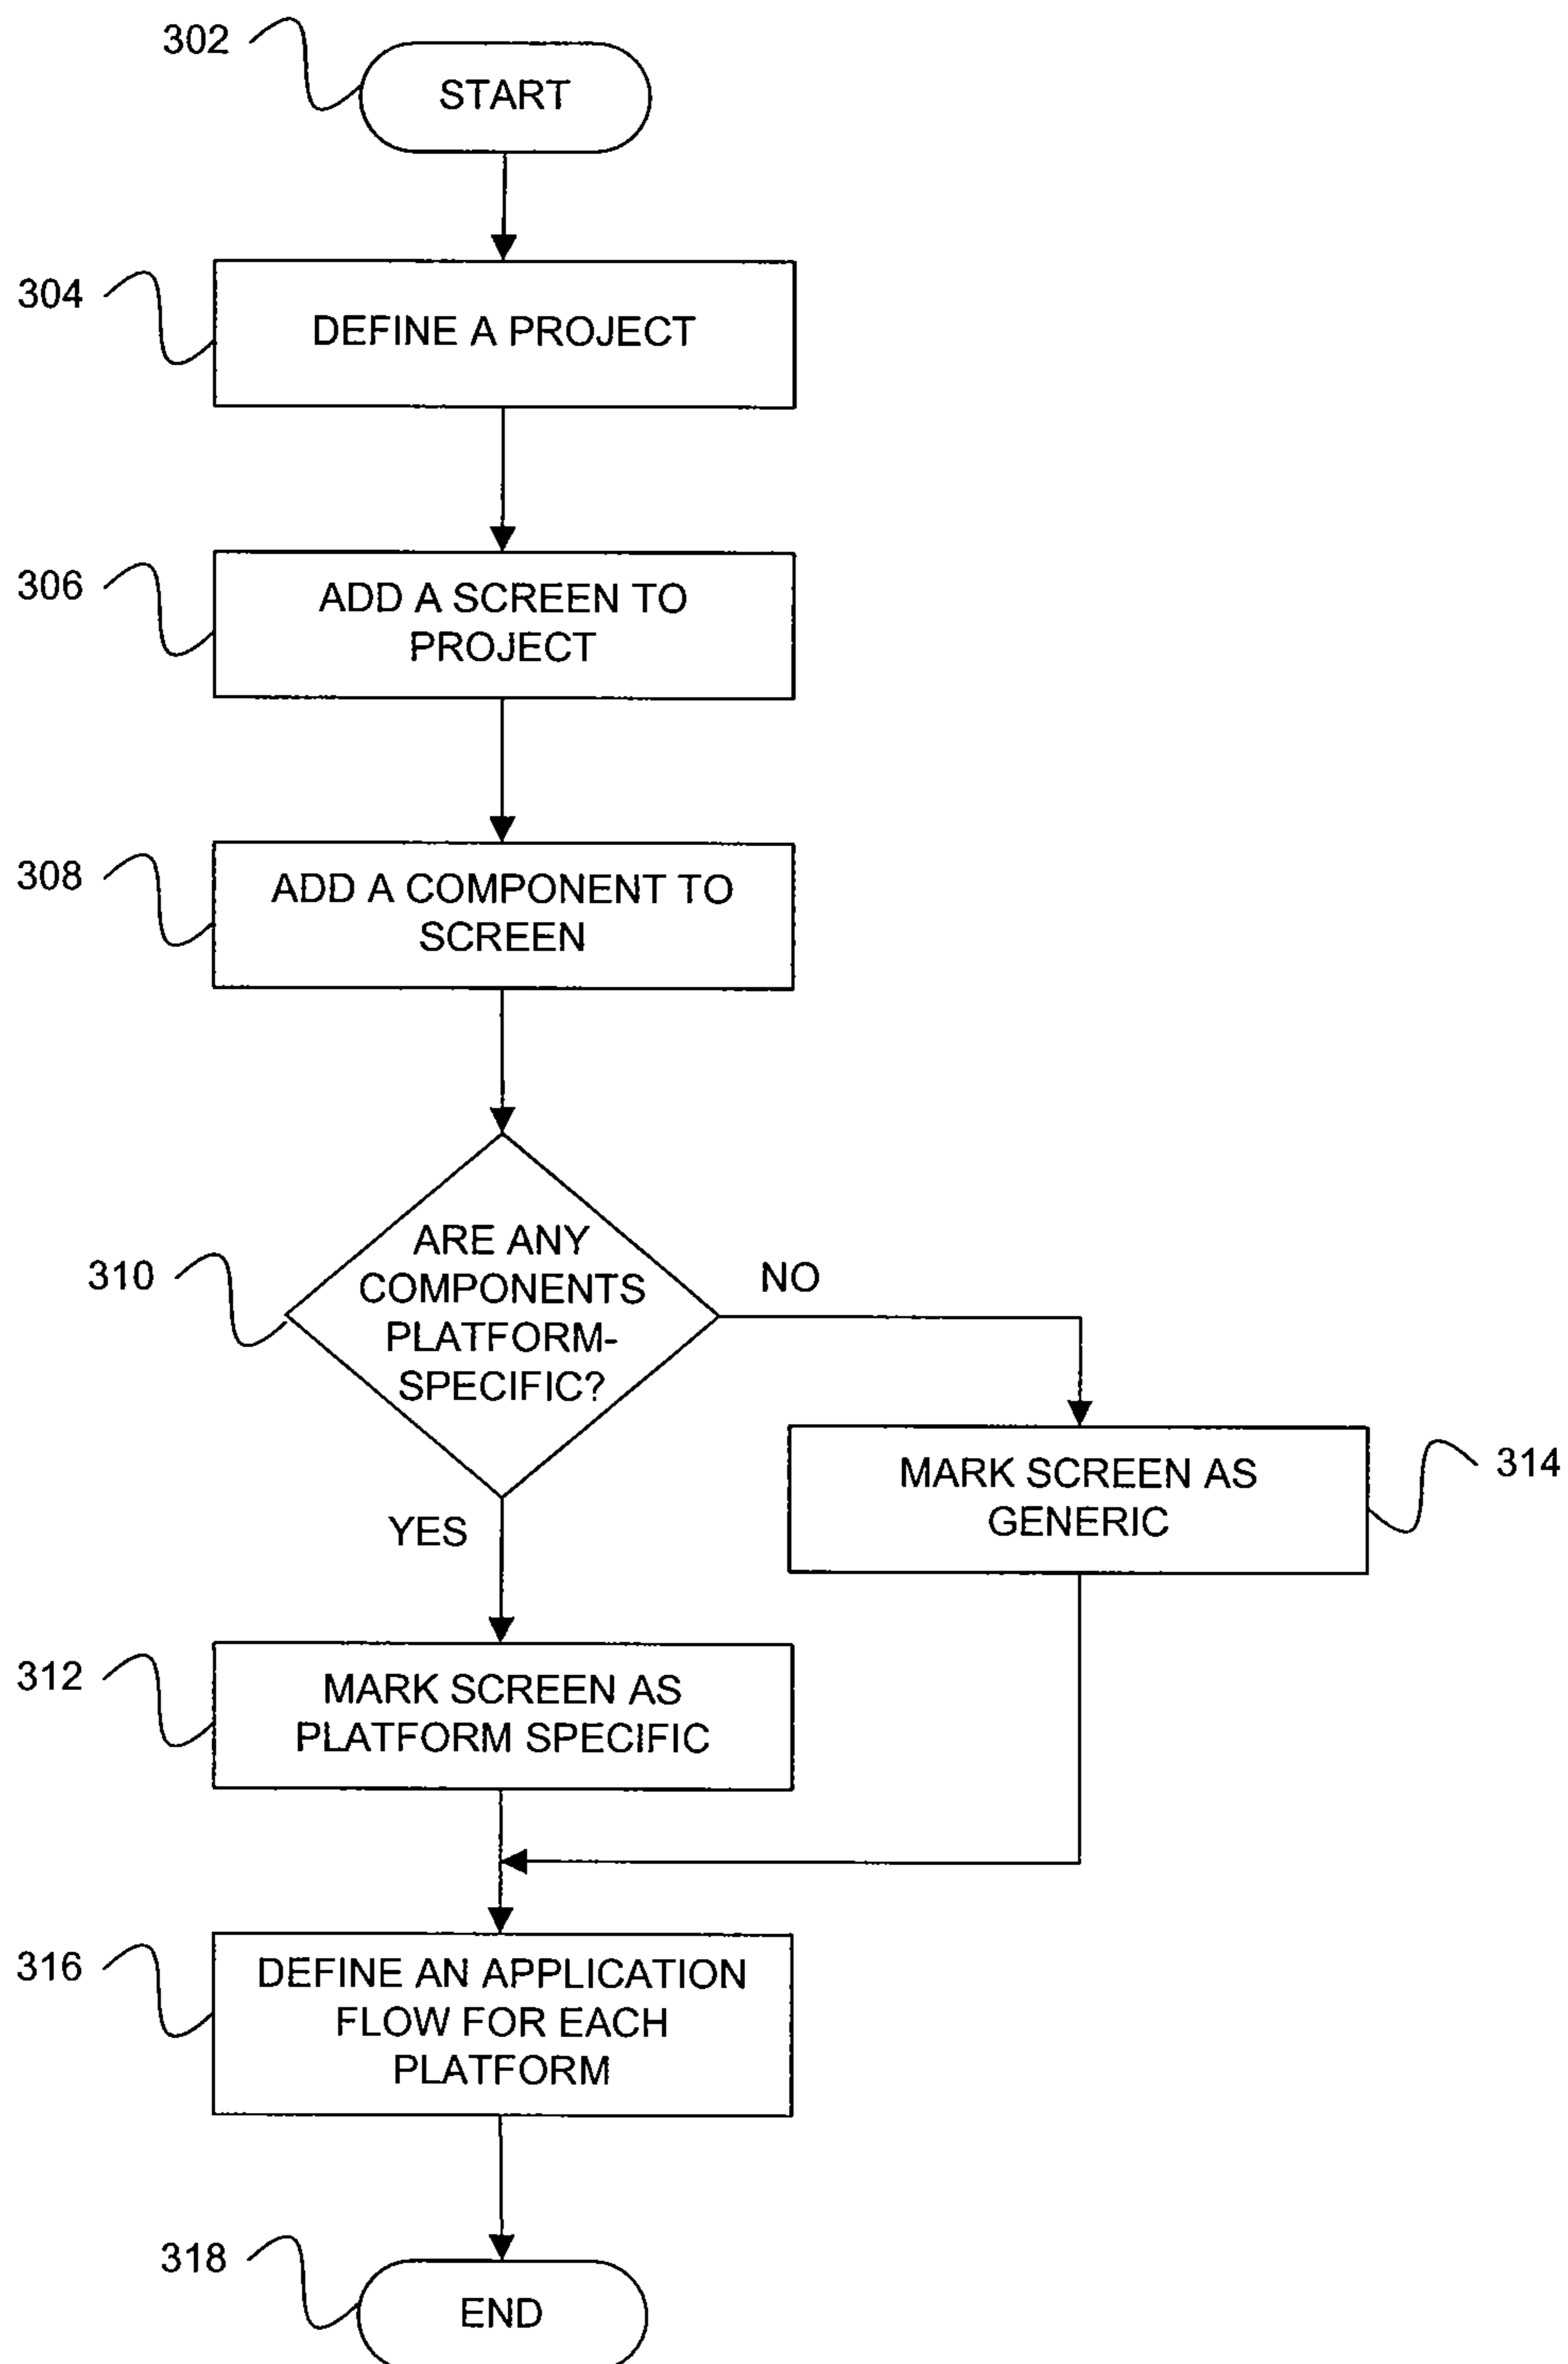 302
START
304
DEFINE A PROJECT
306
ADD A SCREEN TO
PROJECT
308
ADD A COMPONENT TO
SCREEN
310
ARE ANY
COMPONENTS
PLATFORM-
SPECIFIC?
NO
YES
314
MARK SCREEN AS
GENERIC
312
MARK SCREEN AS
PLATFORM SPECIFIC
316
DEFINE AN APPLICATION
FLOW FOR EACH
PLATFORM
318
END